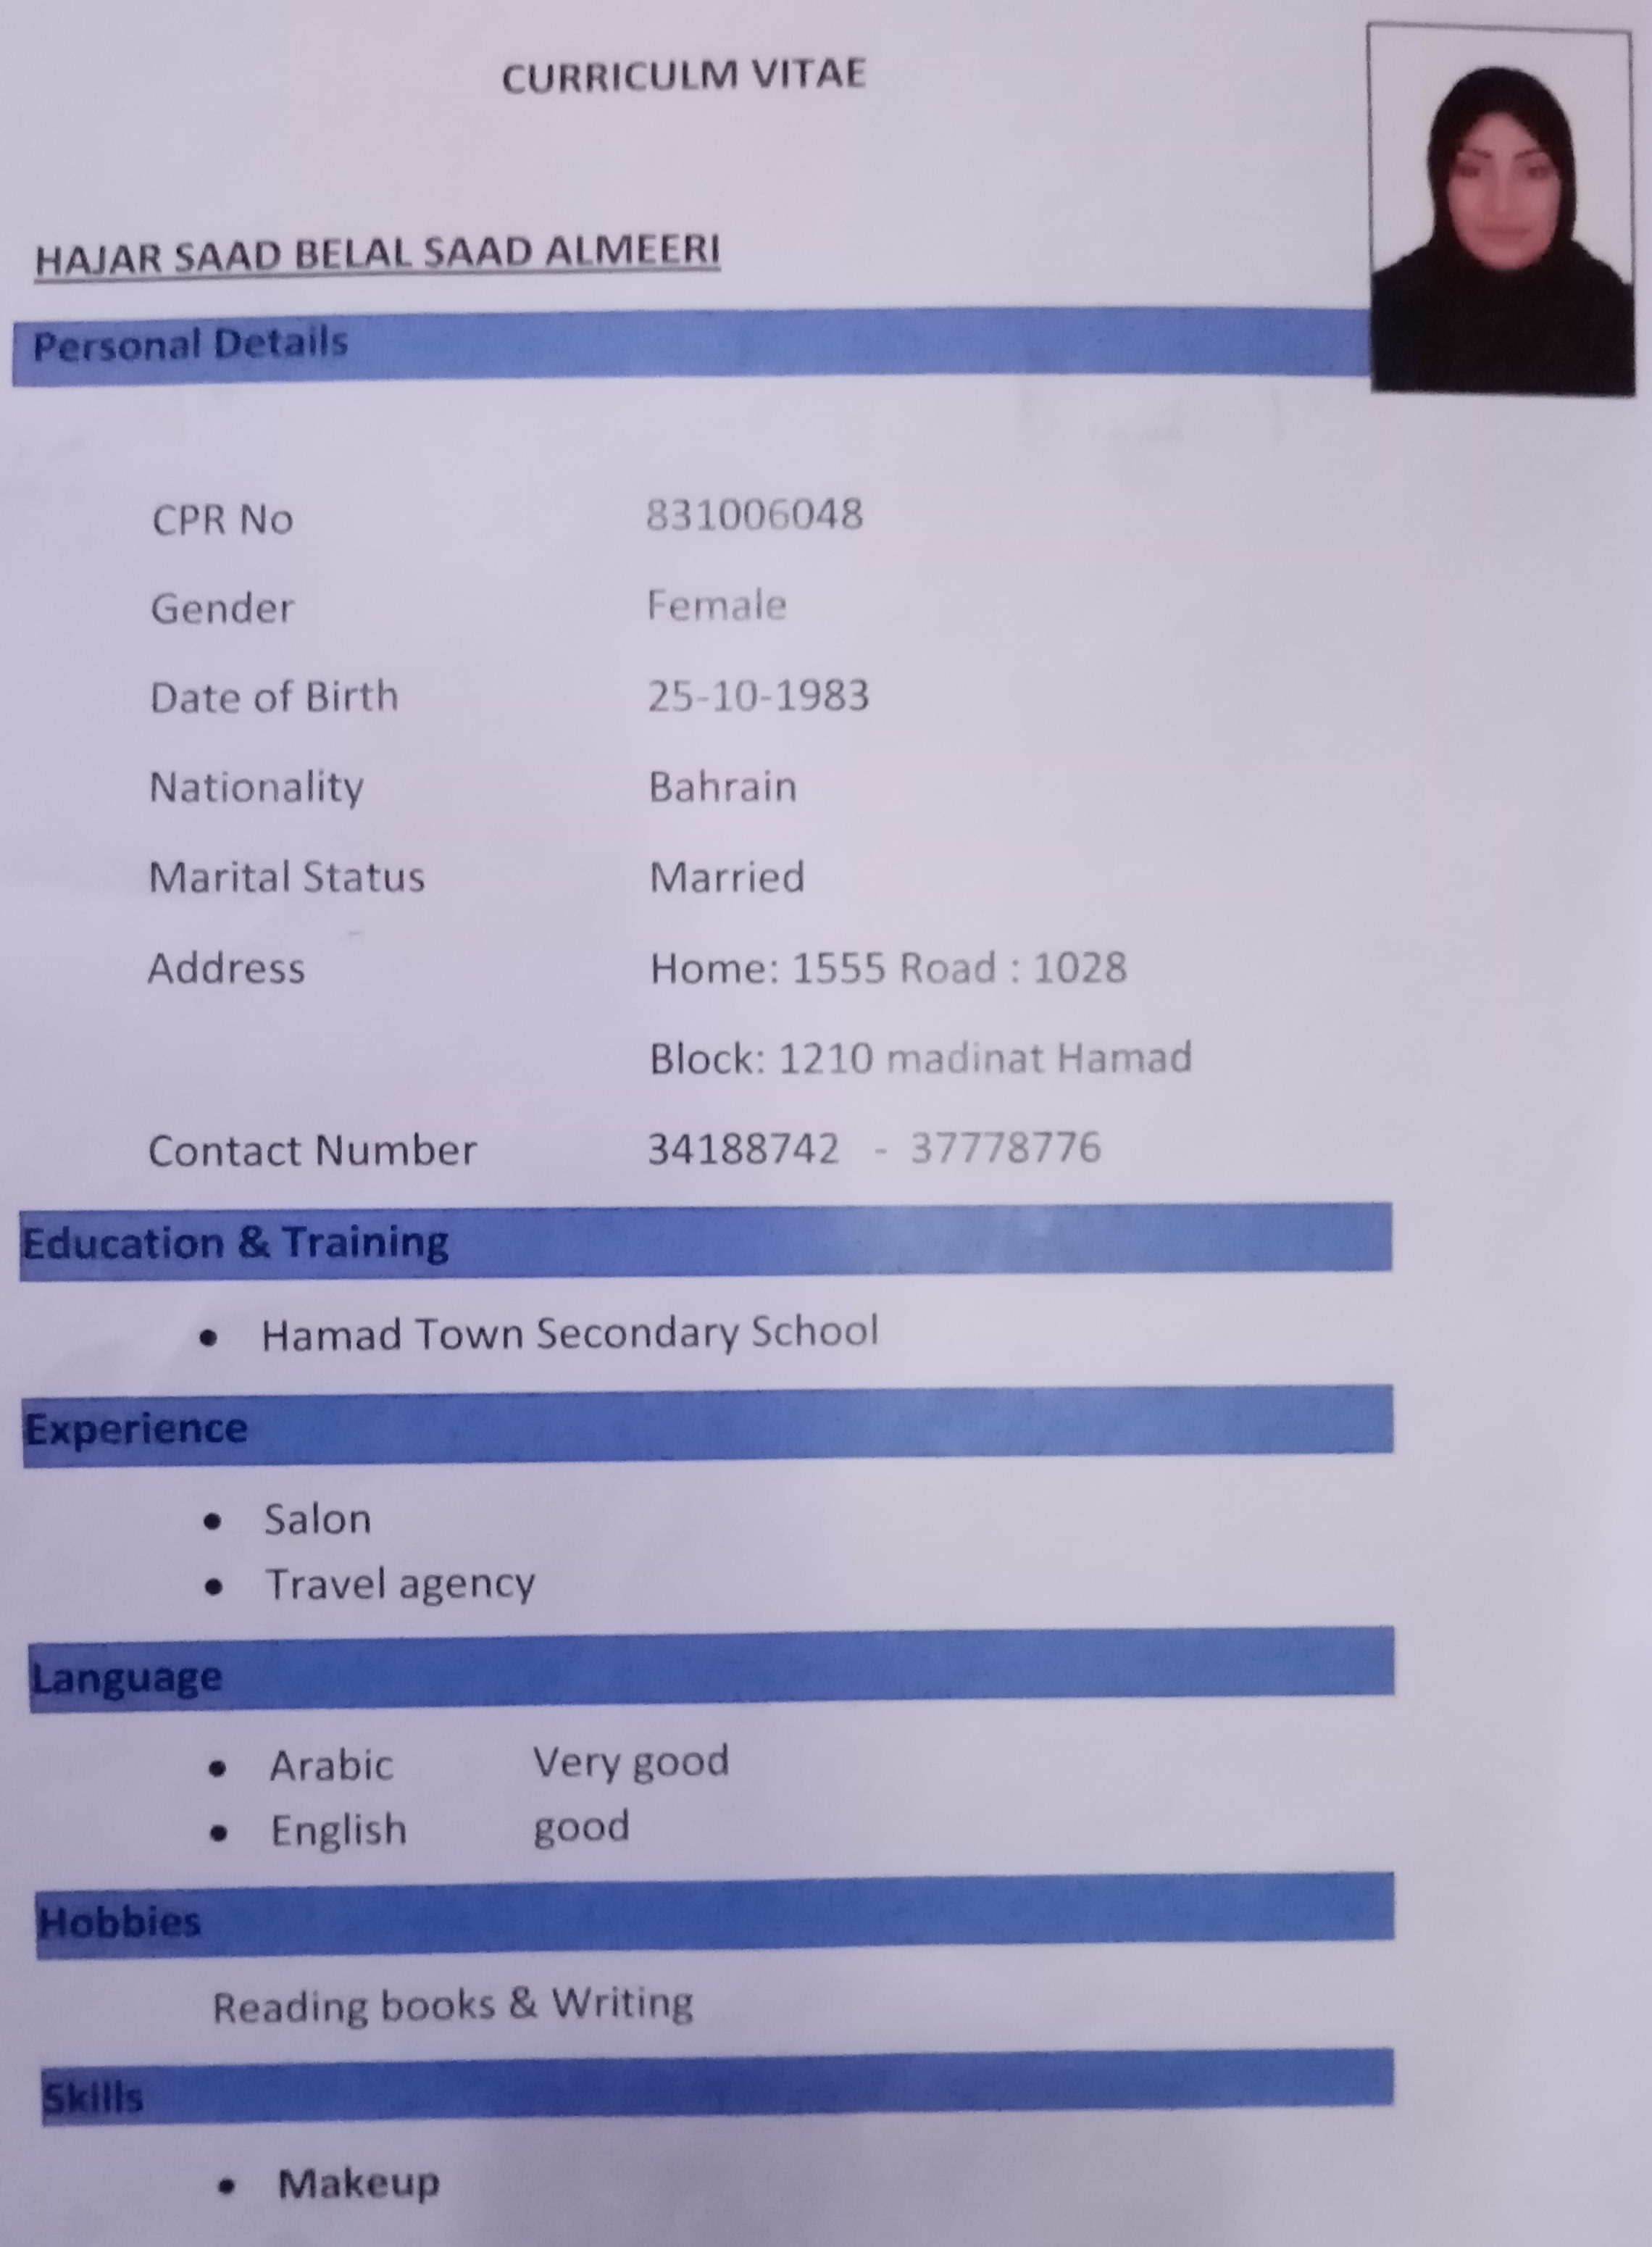 CURRICULM VITAE
HAJAR SAAD BELAL SAAD ALMEERI
Personal Details
CPR No 831006048
Gender Female
Date of Birth 25-10-1983
Nationality Bahrain
Marital Status Married
Address Home: 1555 Road : 1028
Block: 1210 madinat Hamad
Contact Number 34188742 - 37778776
Education & Training
• Hamad Town Secondary School
Experience
• Salon
• Travel agency
Language
• Arabic Very good
• English good
Hobbies
Reading books & Writing
Skills
• Makeup